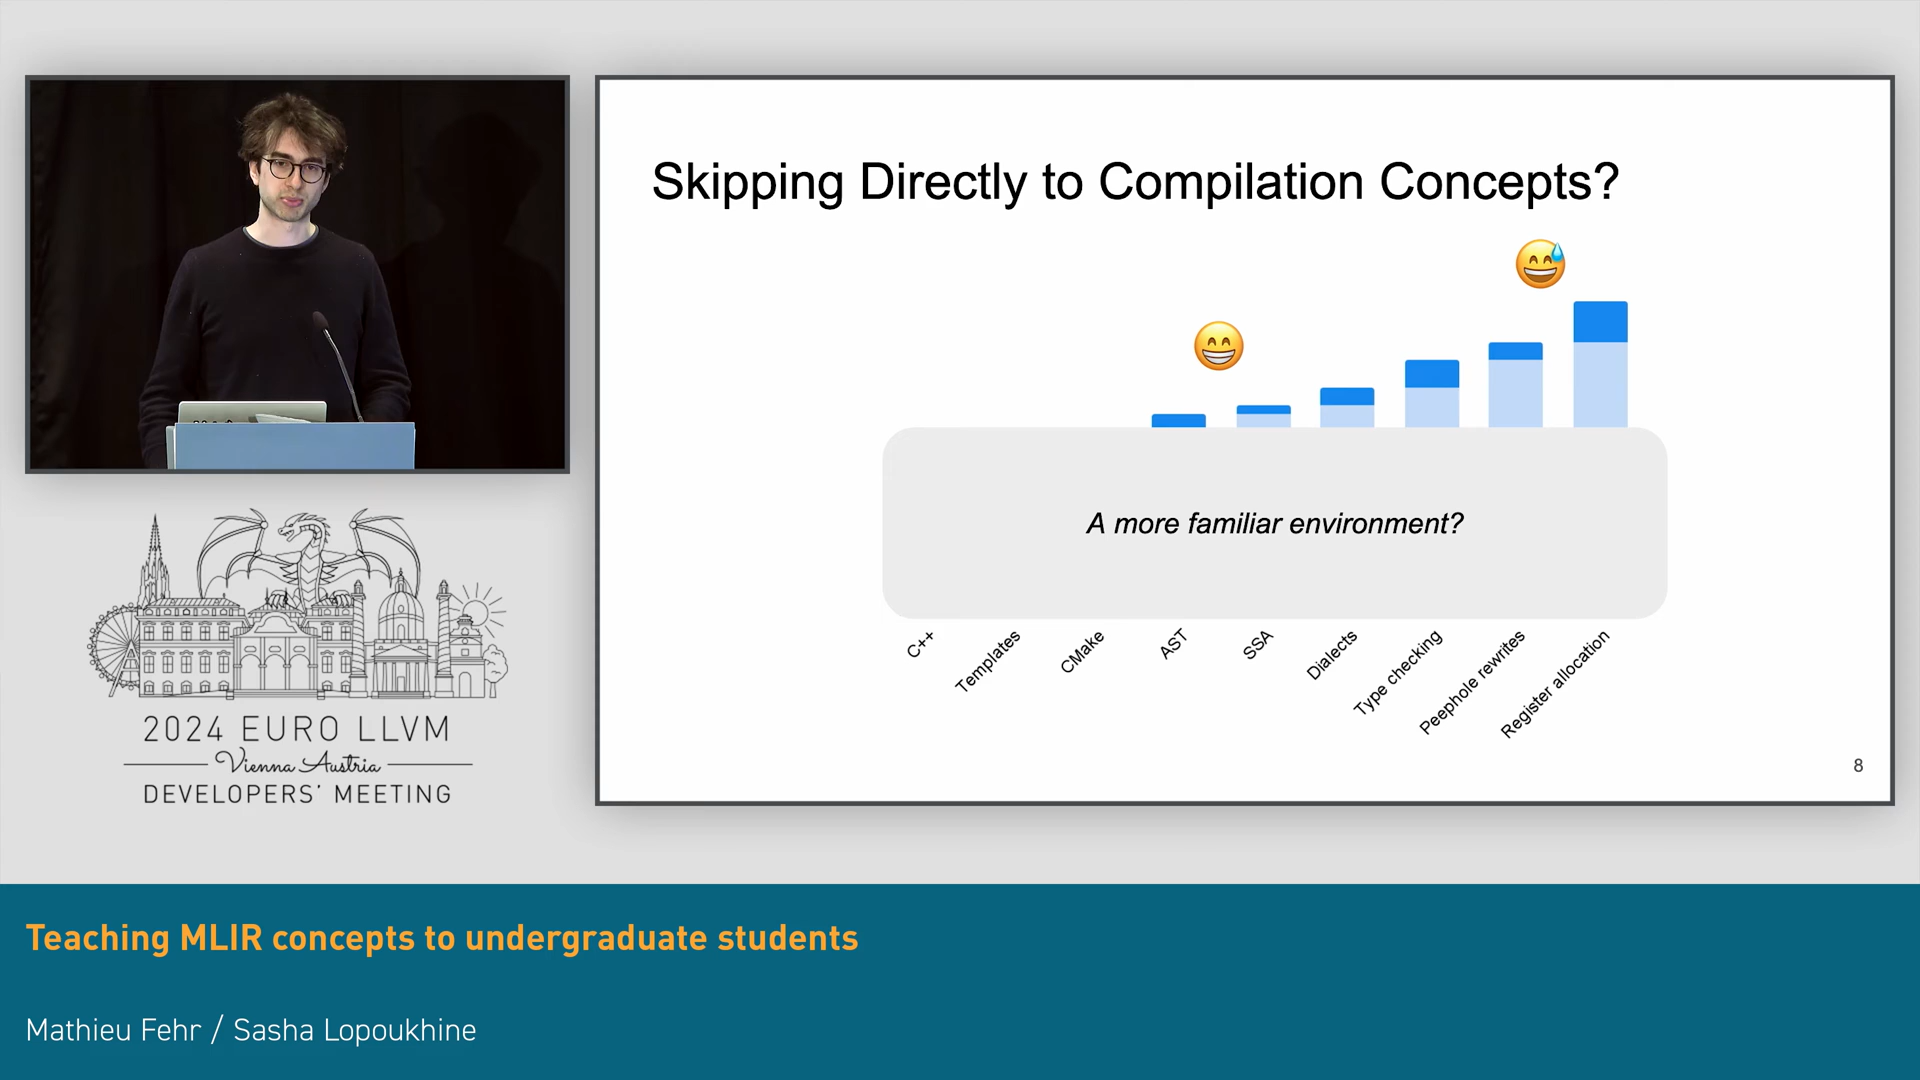 Skipping Directly to Compilation Concepts?
A more familiar environment?
C++
Templates
CMake
AST
SSA
Dialects
Type checking
Peephole rewrites
Register allocation
8
2024 EURO LLVM
Vienna Austria
DEVELOPERS' MEETING
Teaching MLIR concepts to undergraduate students
Mathieu Fehr / Sasha Lopoukhine